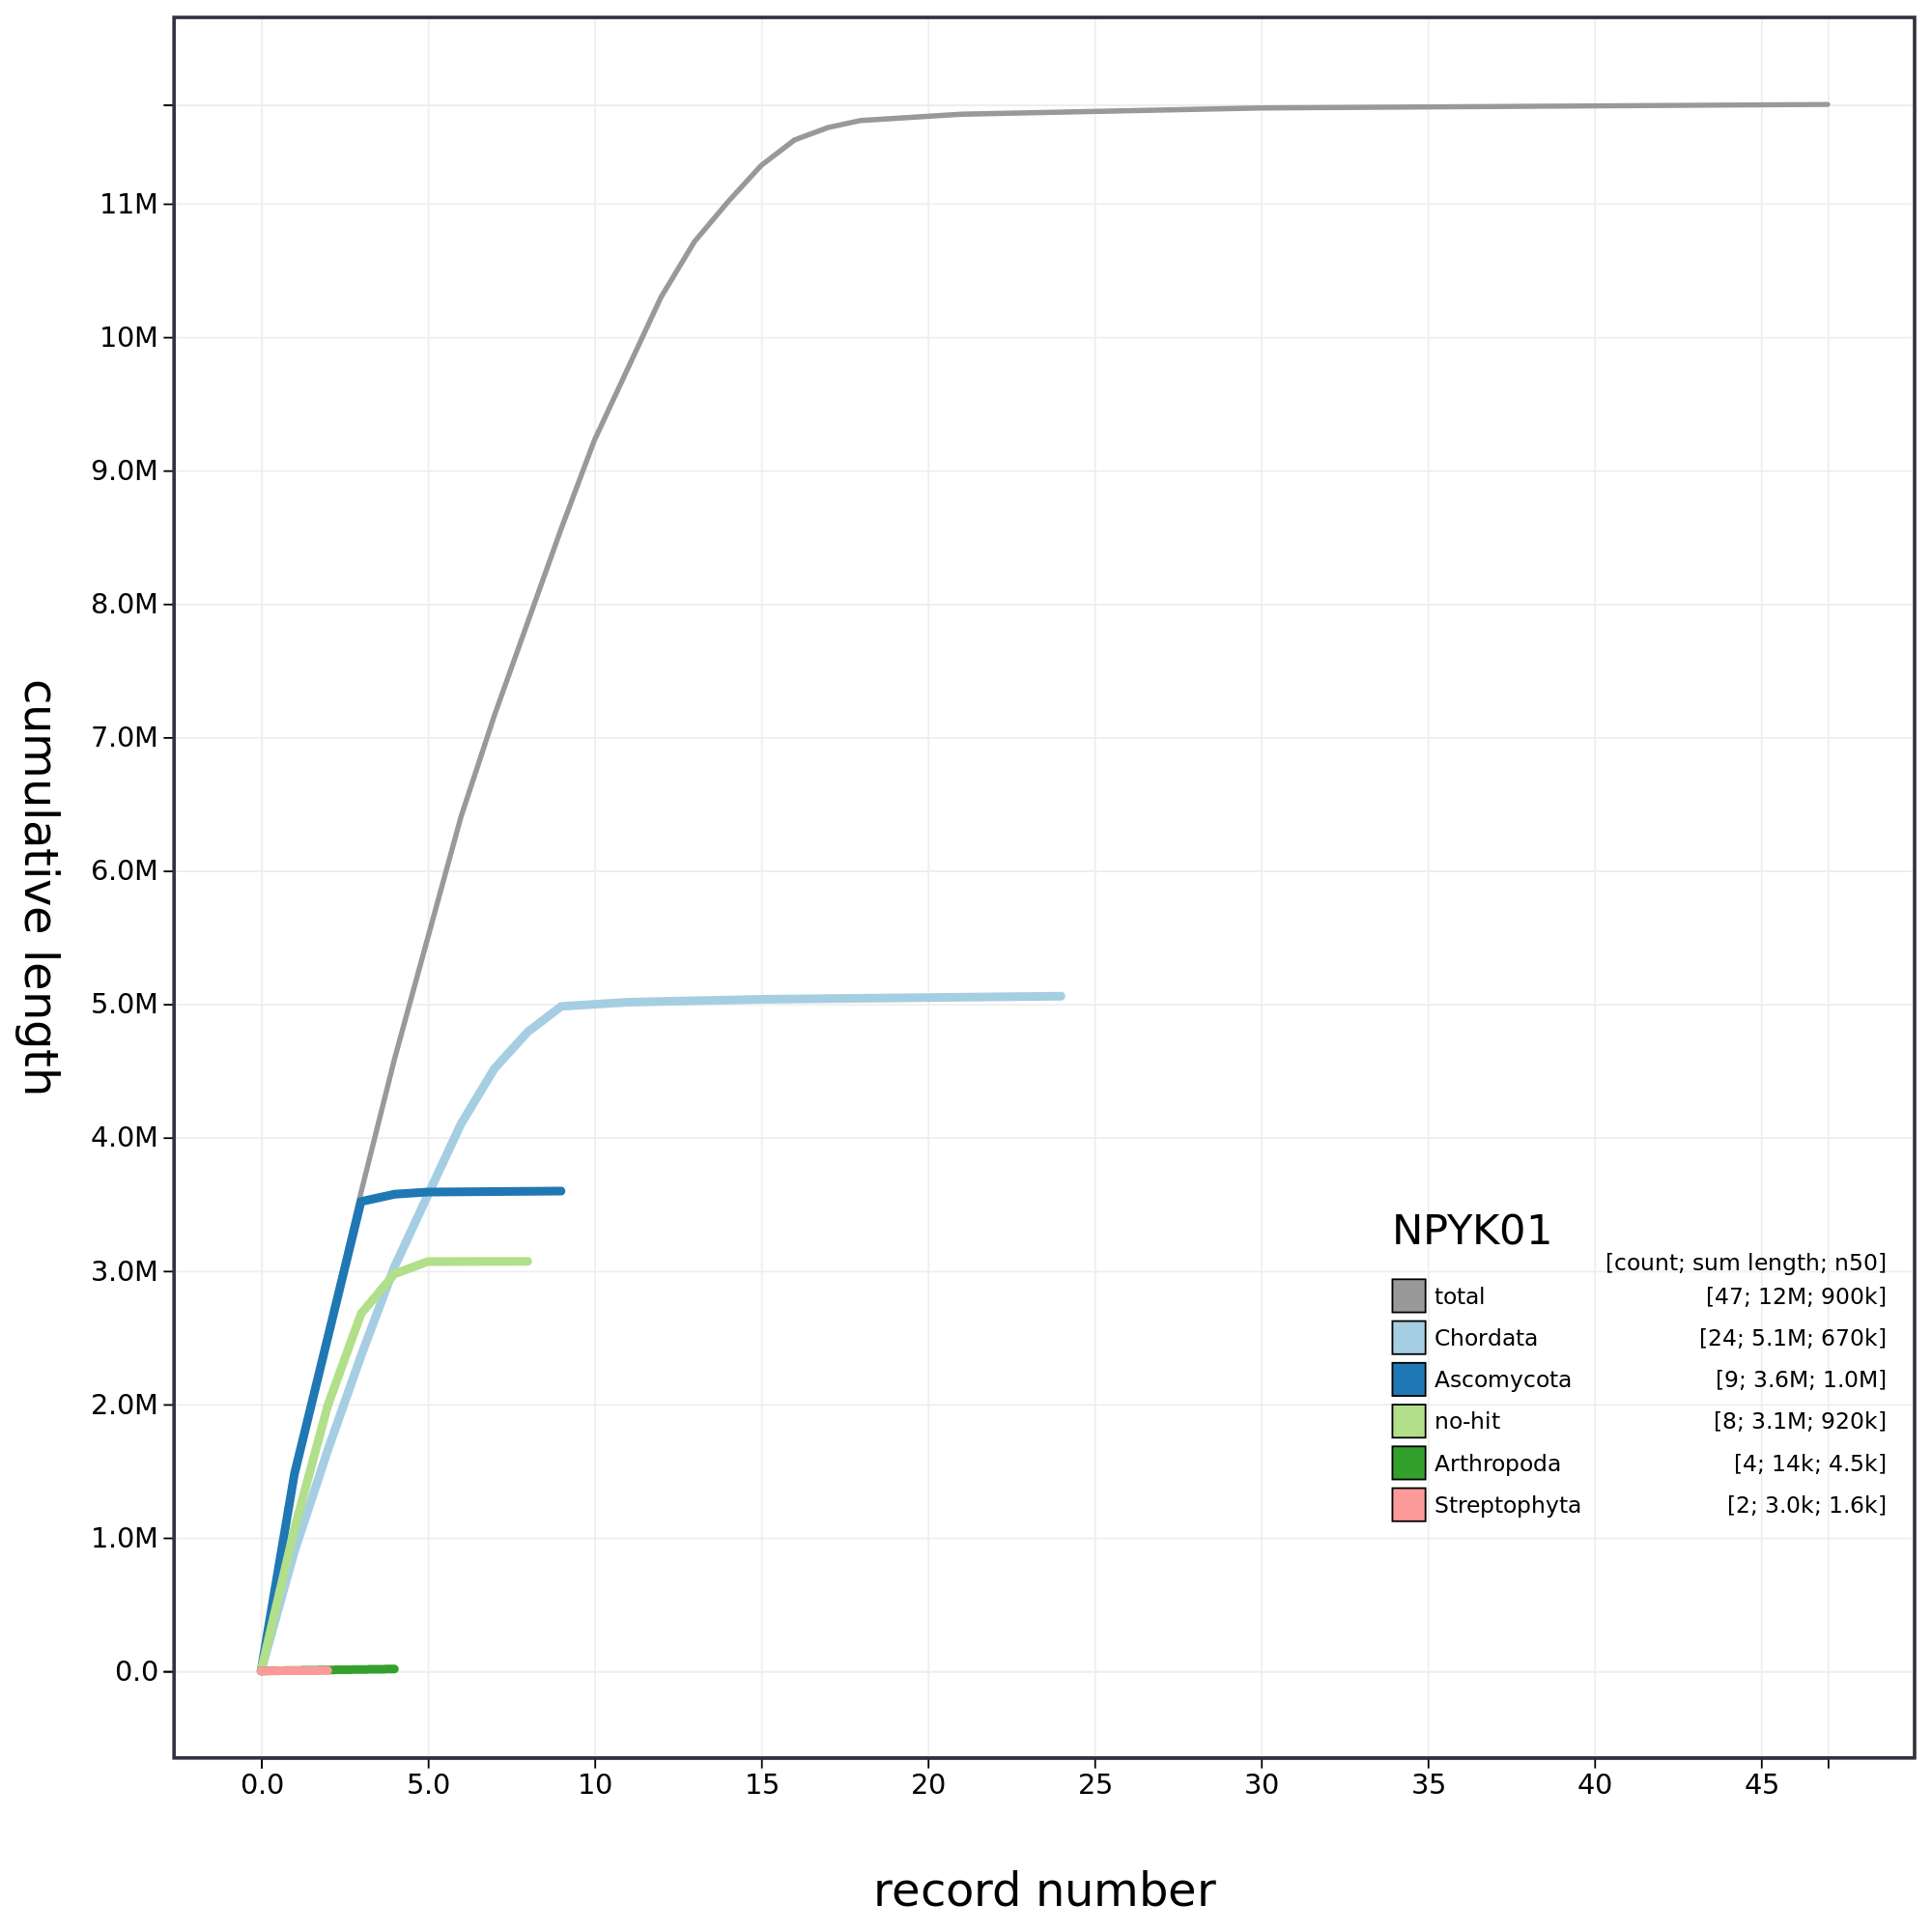 11M
10M
9.0M
8.0M
7.0M
6.0M
5.0M
4.0M
3.0M
2.0M
1.0M
0.0
cumulative length
NPYK01
[count; sum length; n50]
total [47; 12M; 900k]
Chordata [24; 5.1M; 670k]
Ascomycota [9; 3.6M; 1.0M]
no-hit [8; 3.1M; 920k]
Arthropoda [4; 14k; 4.5k]
Streptophyta [2; 3.0k; 1.6k]
0.0 5.0 10 15 20 25 30 35 40 45
record number